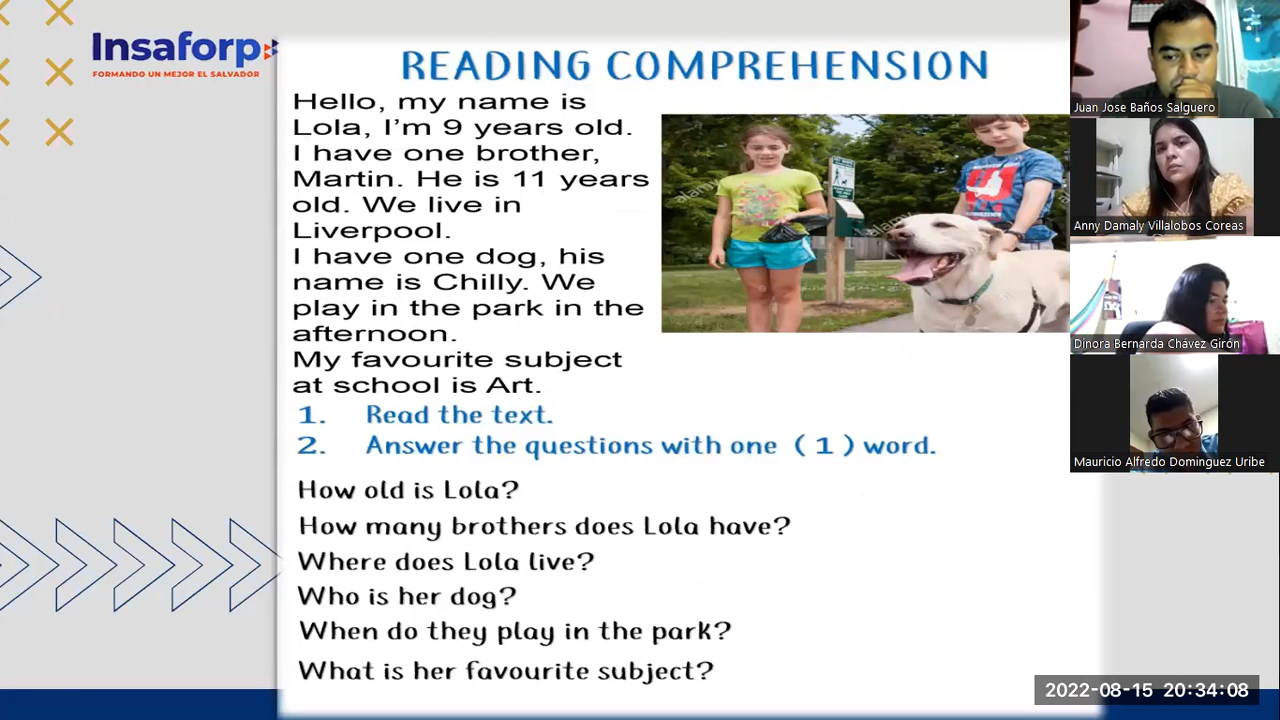 Insaforp
FORMANDO UN MEJOR EL SALVADOR
READING COMPREHENSION
Hello, my name is
Lola, I'm 9 years old.
I have one brother,
Martin. He is 11 years
old. We live in
Liverpool.
I have one dog, his
name is Chilly. We
play in the park in the
afternoon.
My favourite subject
at school is Art.
alamy
alamy
1. Read the text.
2. Answer the questions with one ( 1 ) word.
How old is Lola?
How many brothers does Lola have?
Where does Lola live?
Who is her dog?
When do they play in the park?
What is her favourite subject?
Juan Jose Baños Salguero
Anny Damaly Villalobos Coreas
Dinora Bernarda Chávez Girón
Mauricio Alfredo Dominguez Uribe
2022-08-15 20:34:08